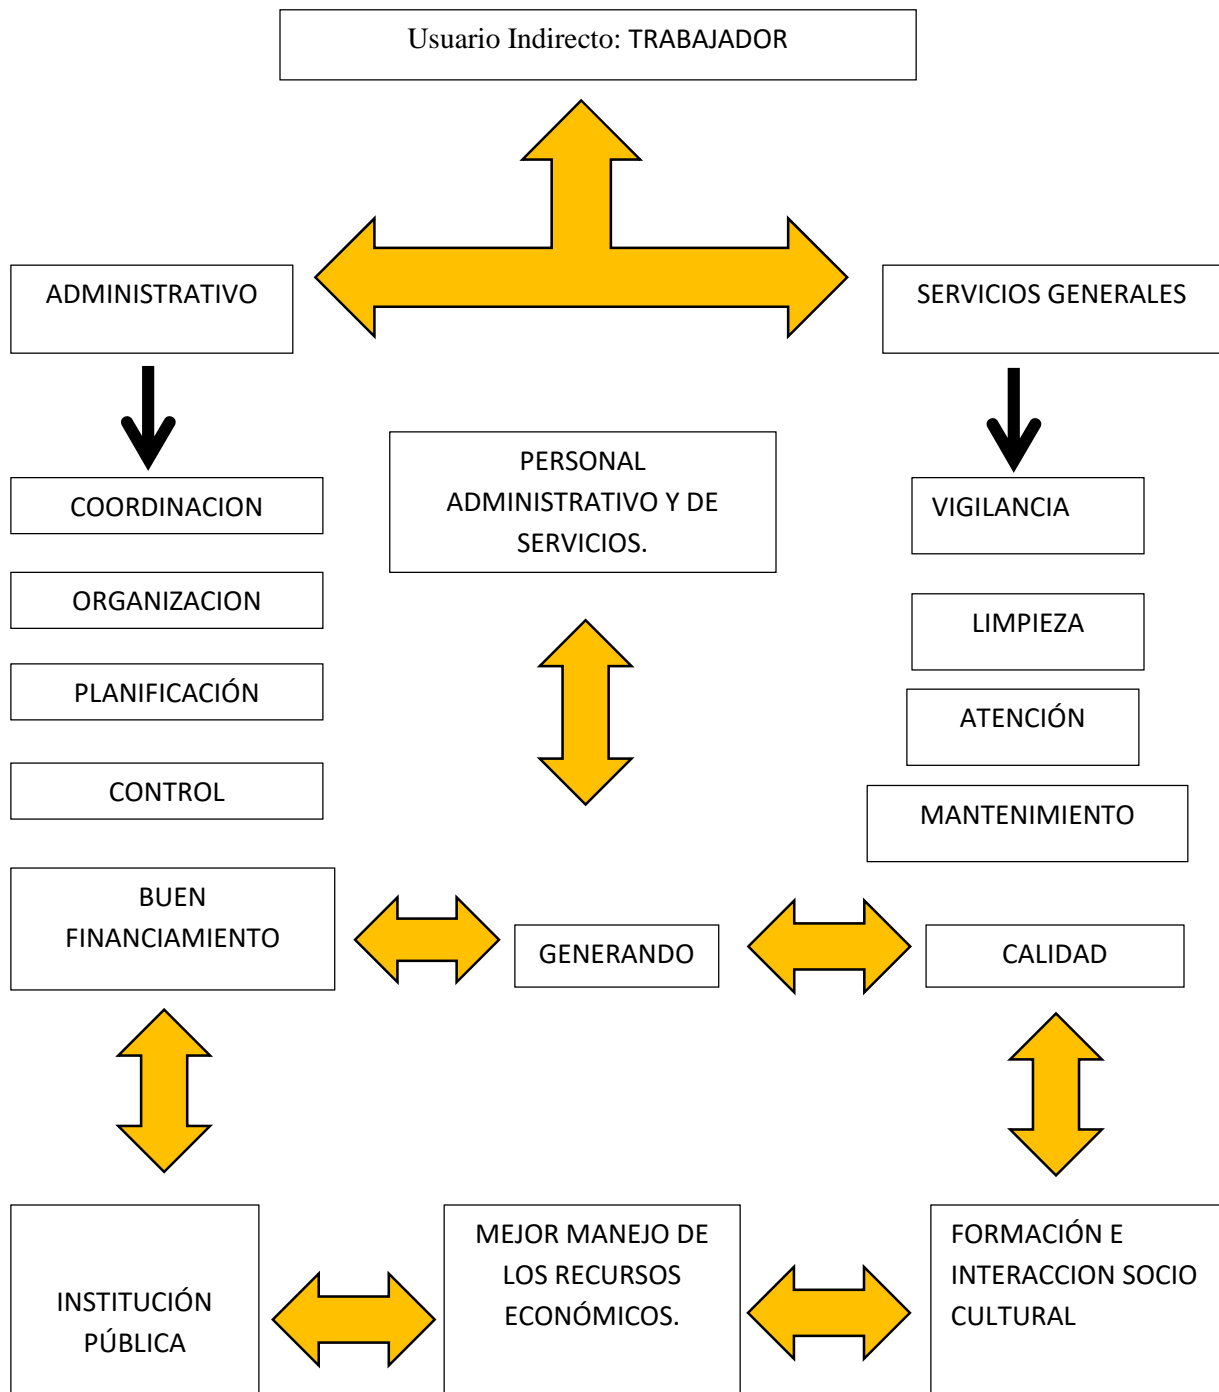 Usuario Indirecto: TRABAJADOR
ADMINISTRATIVO
SERVICIOS GENERALES
PERSONAL
ADMINISTRATIVO Y DE
SERVICIOS.
COORDINACION
ORGANIZACION
PLANIFICACIÓN
CONTROL
VIGILANCIA
LIMPIEZA
ATENCIÓN
MANTENIMIENTO
BUEN
FINANCIAMIENTO
GENERANDO
CALIDAD
INSTITUCIÓN
PÚBLICA
MEJOR MANEJO DE
LOS RECURSOS
ECONÓMICOS.
FORMACIÓN E
INTERACCION SOCIO
CULTURAL